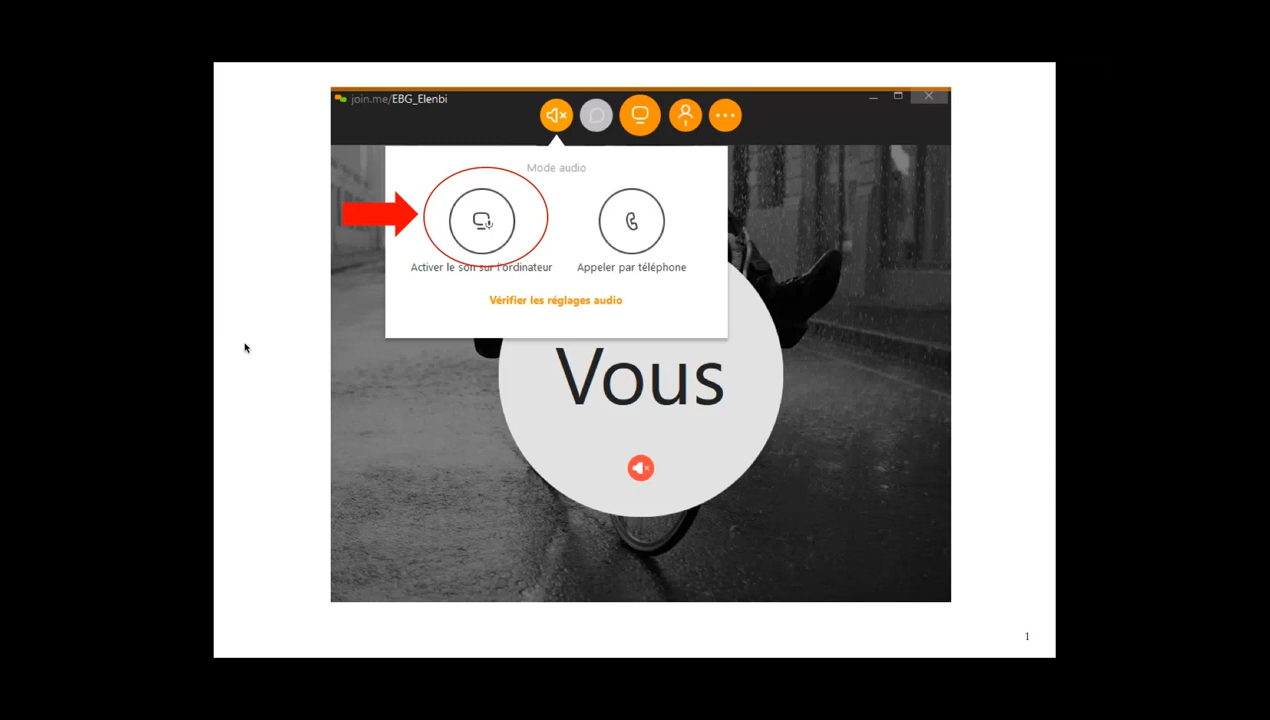 join.me/EBG_Elenbi
1
Mode audio
Activer le son sur l'ordinateur
Appeler par téléphone
Vérifier les réglages audio
Vous
1